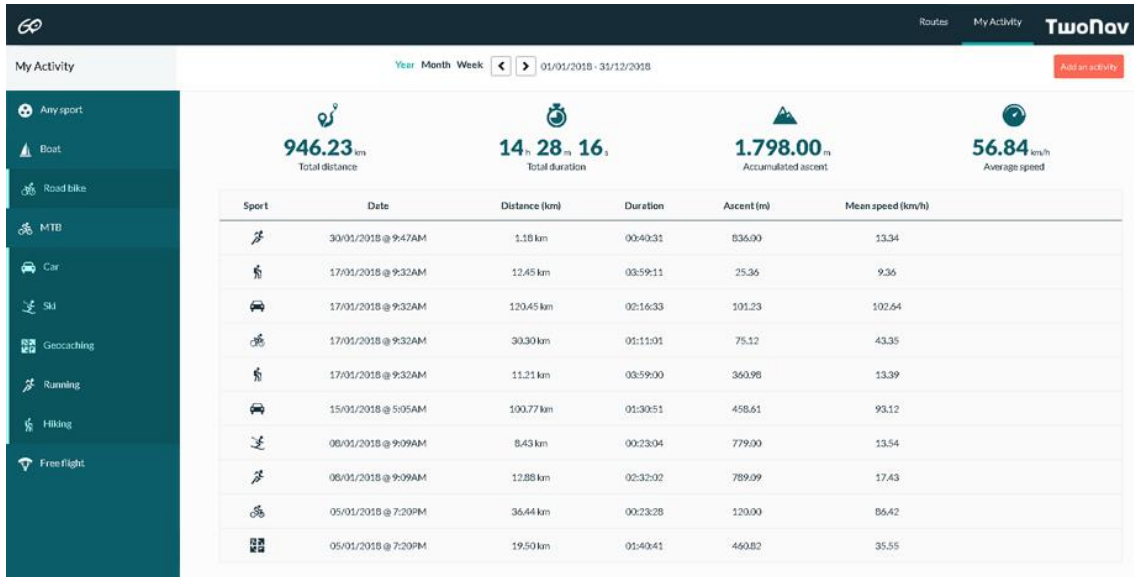 Routes My Activity TwoNav
My Activity
Year Month Week 01/01/2018 - 31/12/2018
Add an activity
Any sport
Boat
Road bike
MTB
Car
Ski
Geocaching
Running
Hiking
Free flight
946.23 km
Total distance
14 h 28 m 16 s
Total duration
1.798.00 m
Accumulated ascent
56.84 km/h
Average speed
Sport Date Distance (km) Duration Ascent (m) Mean speed (km/h)
30/01/2018 @ 9:47AM 1.18 km 00:40:31 836.00 13.34
17/01/2018 @ 9:32AM 12.45 km 03:59:11 25.36 9.36
17/01/2018 @ 9:32AM 120.45 km 02:16:33 101.23 102.64
17/01/2018 @ 9:32AM 30.30 km 01:11:01 75.12 43.35
17/01/2018 @ 9:32AM 11.21 km 03:59:00 360.98 13.39
15/01/2018 @ 5:05AM 100.77 km 01:30:51 458.61 93.12
08/01/2018 @ 9:09AM 8.43 km 00:23:04 779.00 13.54
08/01/2018 @ 9:09AM 12.88 km 02:32:02 789.09 17.43
05/01/2018 @ 7:20PM 36.44 km 00:23:28 120.00 86.42
05/01/2018 @ 7:20PM 19.50 km 01:40:41 460.82 35.55